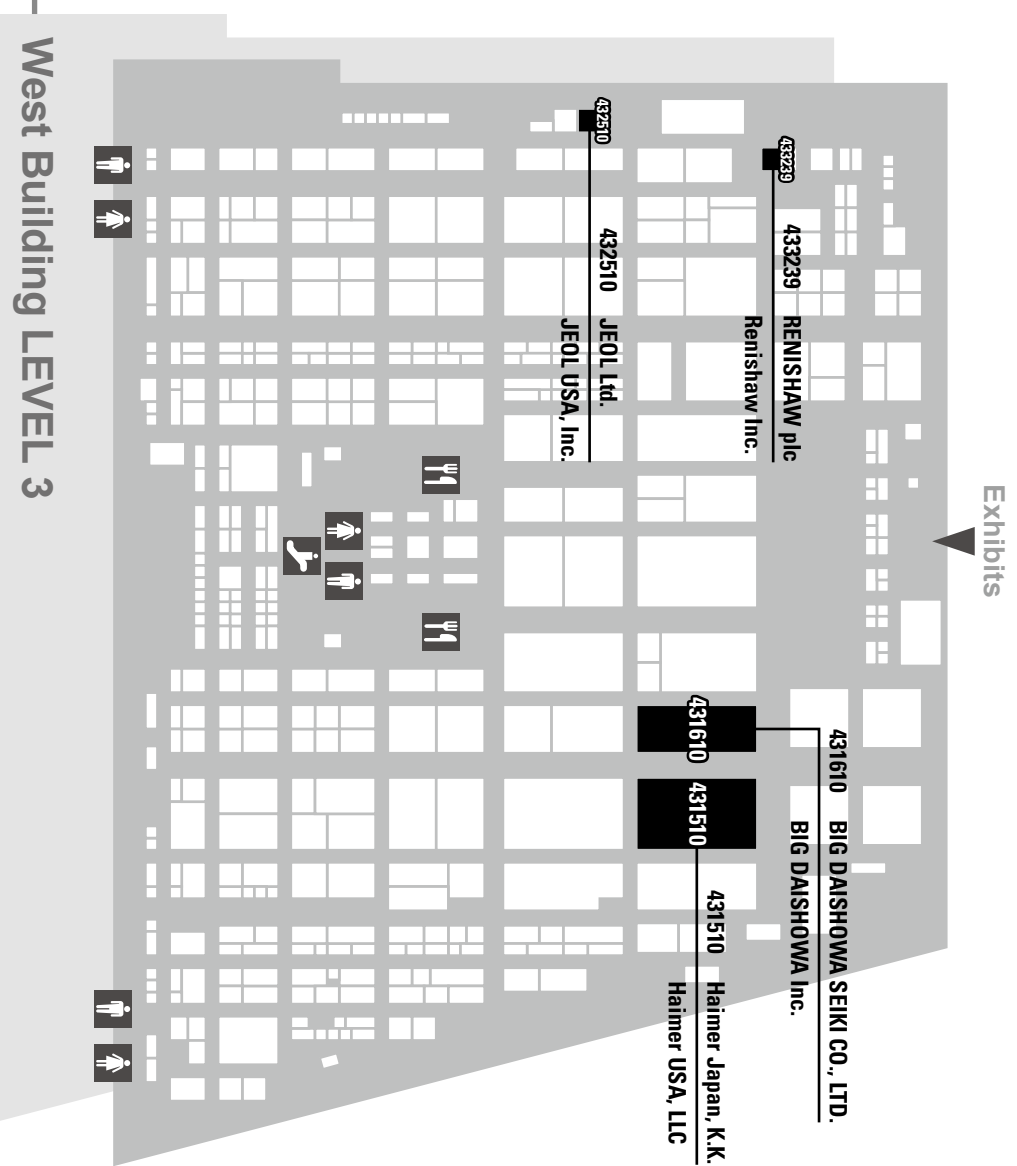 West Building LEVEL 3
Exhibits
433239
433239 RENISHAW plc
Renishaw Inc.
432510
432510 JEOL Ltd.
JEOL USA, Inc.
431610
431610 BIG DAISHOWA SEIKI CO., LTD.
BIG DAISHOWA Inc.
431510
431510 Haimer Japan, K.K.
Haimer USA, LLC